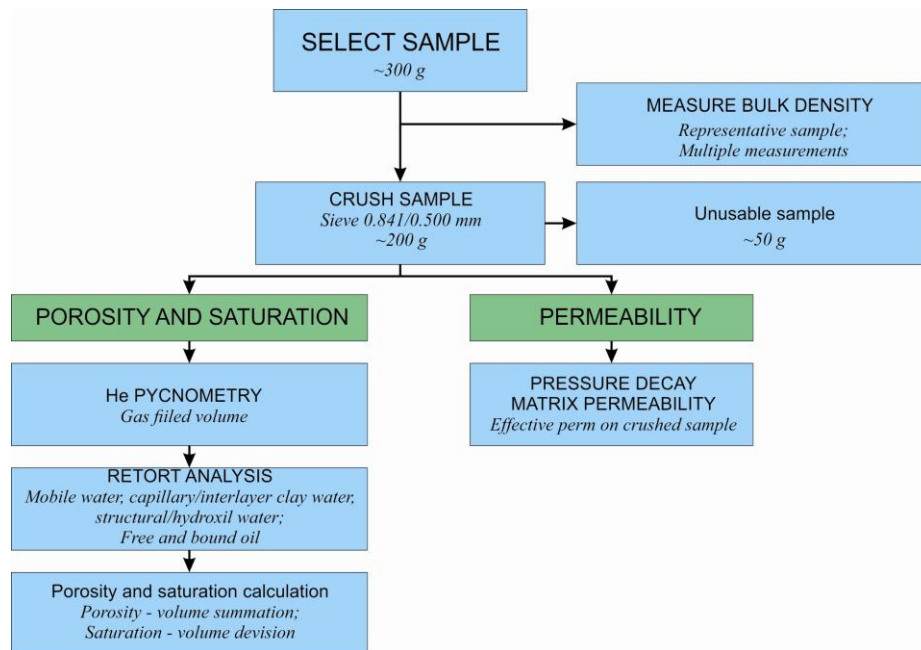 SELECT SAMPLE
~300 g
MEASURE BULK DENSITY
Representative sample;
Multiple measurements
CRUSH SAMPLE
Sieve 0.841/0.500 mm
~200 g
Unusable sample
~50 g
POROSITY AND SATURATION
PERMEABILITY
He PYCNOMETRY
Gas fiiled volume
PRESSURE DECAY
MATRIX PERMEABILITY
Effective perm on crushed sample
RETORT ANALYSIS
Mobile water, capillary/interlayer clay water,
structural/hydroxil water;
Free and bound oil
Porosity and saturation calculation
Porosity - volume summation;
Saturation - volume devision